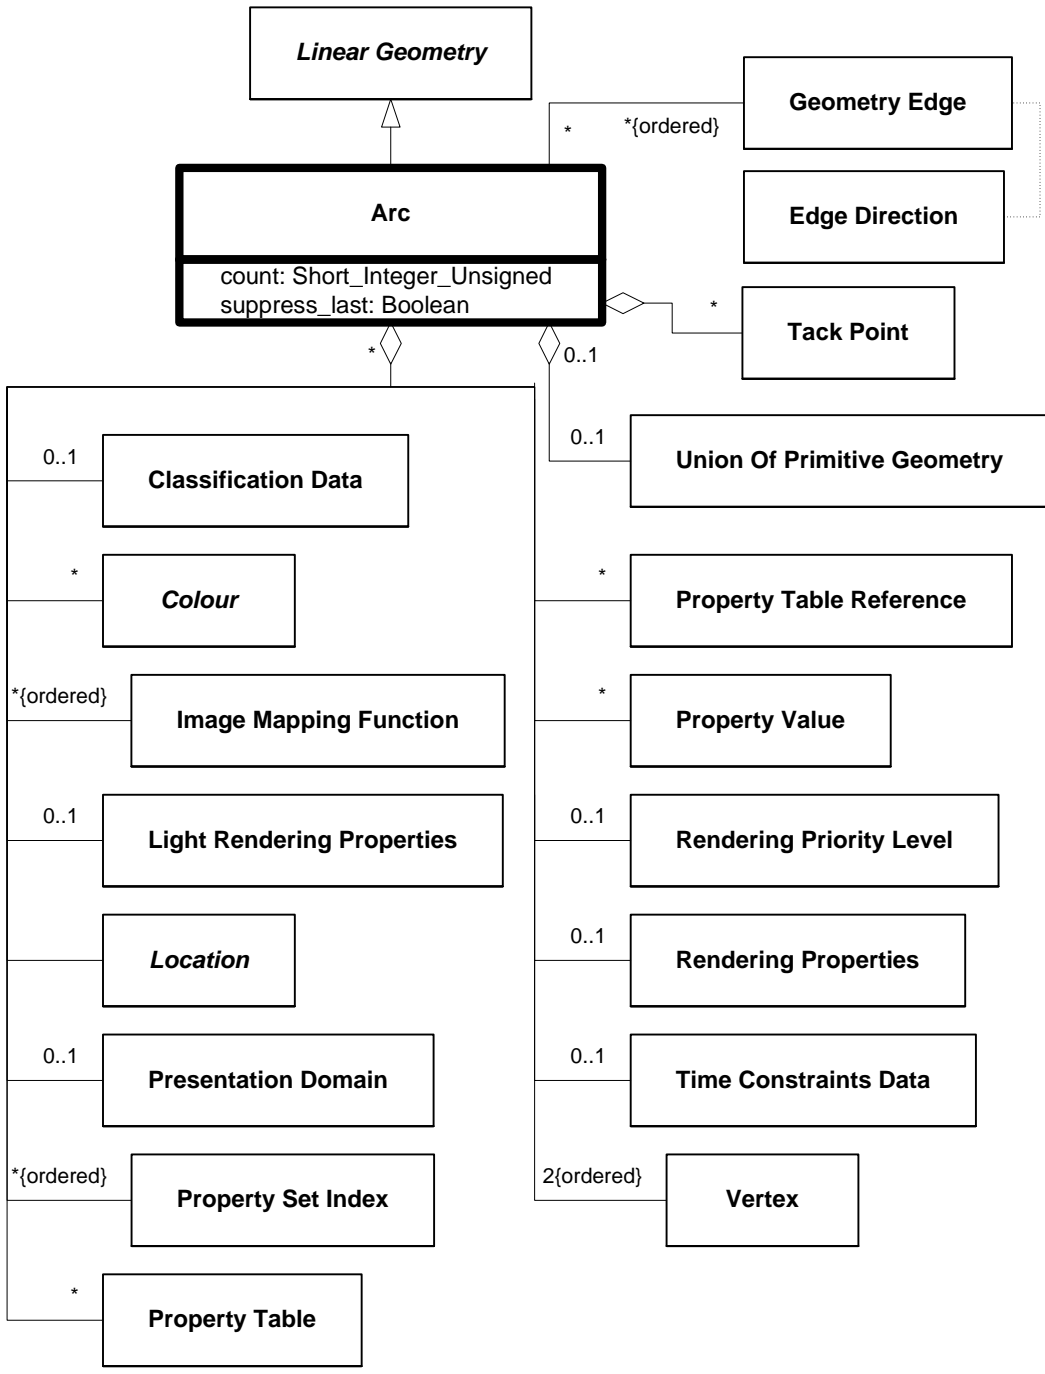 Linear Geometry
Geometry Edge
*
*{ordered}
Arc
Edge Direction
count: Short_Integer_Unsigned
suppress_last: Boolean
*
Tack Point
*
0..1
0..1
Classification Data
0..1
Union Of Primitive Geometry
*
Colour
*
Property Table Reference
*{ordered}
Image Mapping Function
*
Property Value
0..1
Light Rendering Properties
0..1
Rendering Priority Level
Location
0..1
Rendering Properties
0..1
Presentation Domain
0..1
Time Constraints Data
*{ordered}
Property Set Index
2{ordered}
Vertex
*
Property Table